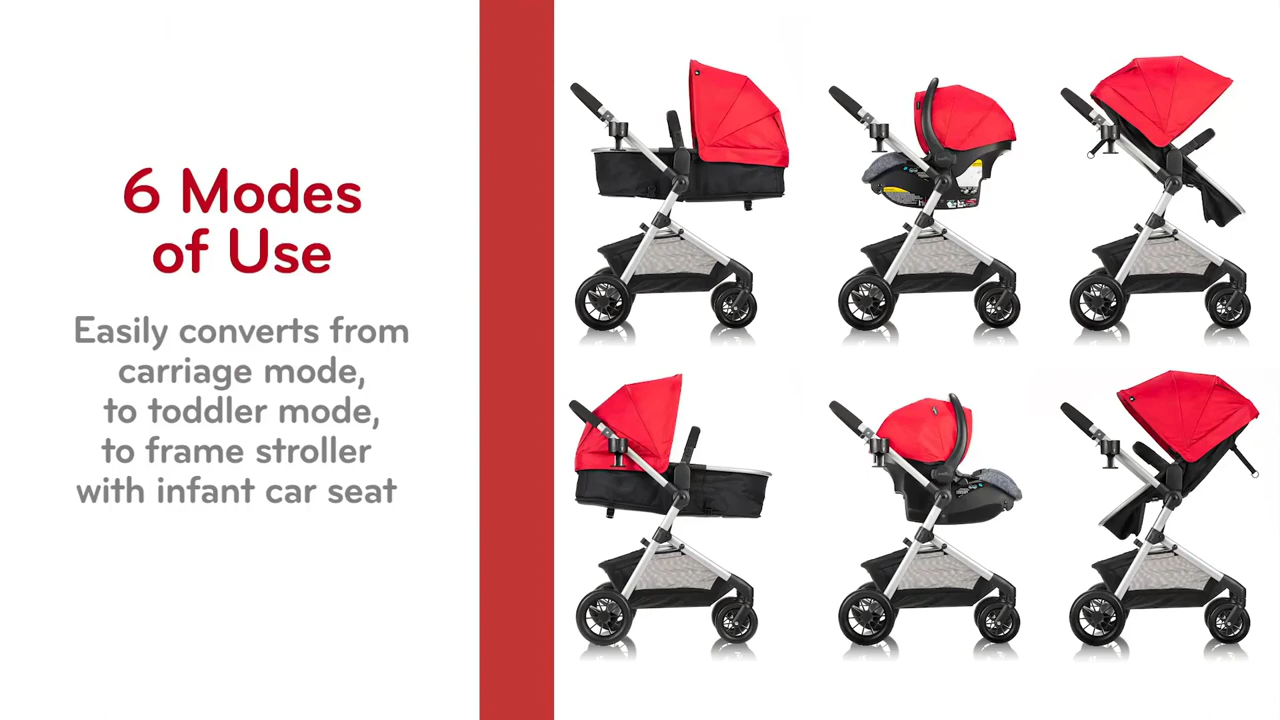 6 Modes
of Use
Easily converts from
carriage mode,
to toddler mode,
to frame stroller
with infant car seat